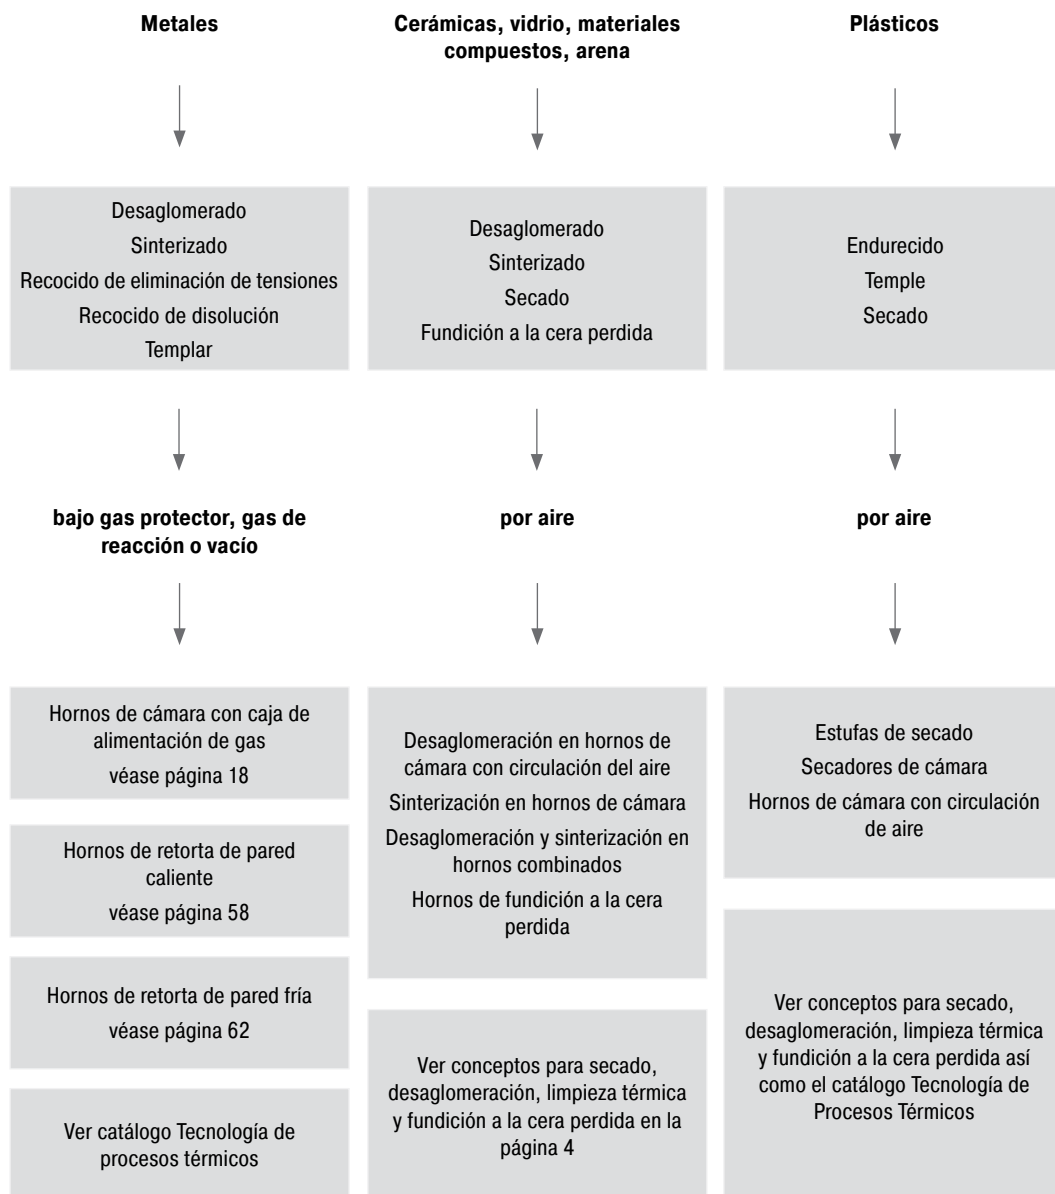 Metales
Desaglomerado
Sinterizado
Recocido de eliminación de tensiones
Recocido de disolución
Templar
bajo gas protector, gas de
reacción o vacío
Hornos de cámara con caja de
alimentación de gas
véase página 18
Hornos de retorta de pared
caliente
véase página 58
Hornos de retorta de pared fría
véase página 62
Ver catálogo Tecnología de
procesos térmicos
Cerámicas, vidrio, materiales
compuestos, arena
Desaglomerado
Sinterizado
Secado
Fundición a la cera perdida
por aire
Desaglomeración en hornos de
cámara con circulación del aire
Sinterización en hornos de cámara
Desaglomeración y sinterización en
hornos combinados
Hornos de fundición a la cera
perdida
Ver conceptos para secado,
desaglomeración, limpieza térmica
y fundición a la cera perdida en la
página 4
Plásticos
Endurecido
Temple
Secado
por aire
Estufas de secado
Secadores de cámara
Hornos de cámara con circulación
de aire
Ver conceptos para secado,
desaglomeración, limpieza térmica
y fundición a la cera perdida así
como el catálogo Tecnología de
Procesos Térmicos